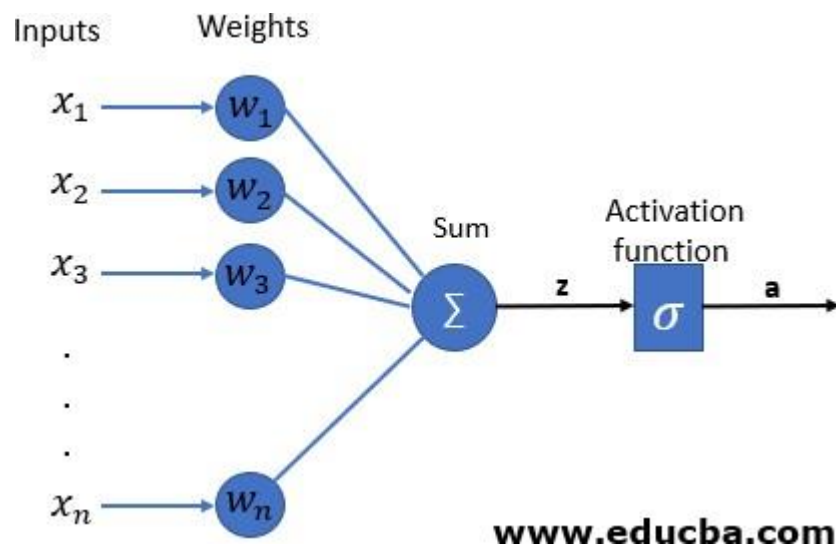 Inputs
Weights
x₁
w₁
x₂
w₂
x₃
w₃
.
.
.
xₙ
wₙ
Sum
∑
z
Activation
function
σ
a
www.educba.com